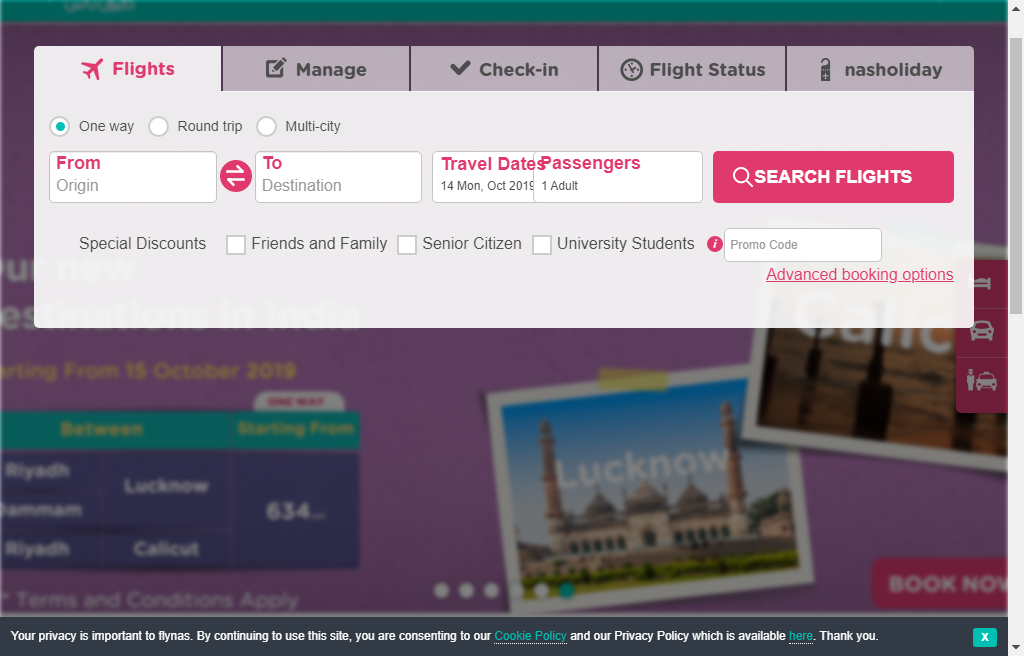 Flights
Manage
Check-in
Flight Status
nasholiday
One way
Round trip
Multi-city
From
Origin
To
Destination
Travel Dates
14 Mon, Oct 2019
Passengers
1 Adult
SEARCH FLIGHTS
Special Discounts
Friends and Family
Senior Citizen
University Students
i
Promo Code
Advanced booking options
ur new
estinations in India
arting From 15 October 2019
ONE WAY
Between
Starting From
Riyadh
Lucknow
Dammam
634
Riyadh
Calicut
Calic
Lucknow
* Terms and Conditions Apply
BOOK NOW
Your privacy is important to flynas. By continuing to use this site, you are consenting to our Cookie Policy and our Privacy Policy which is available here. Thank you.
X